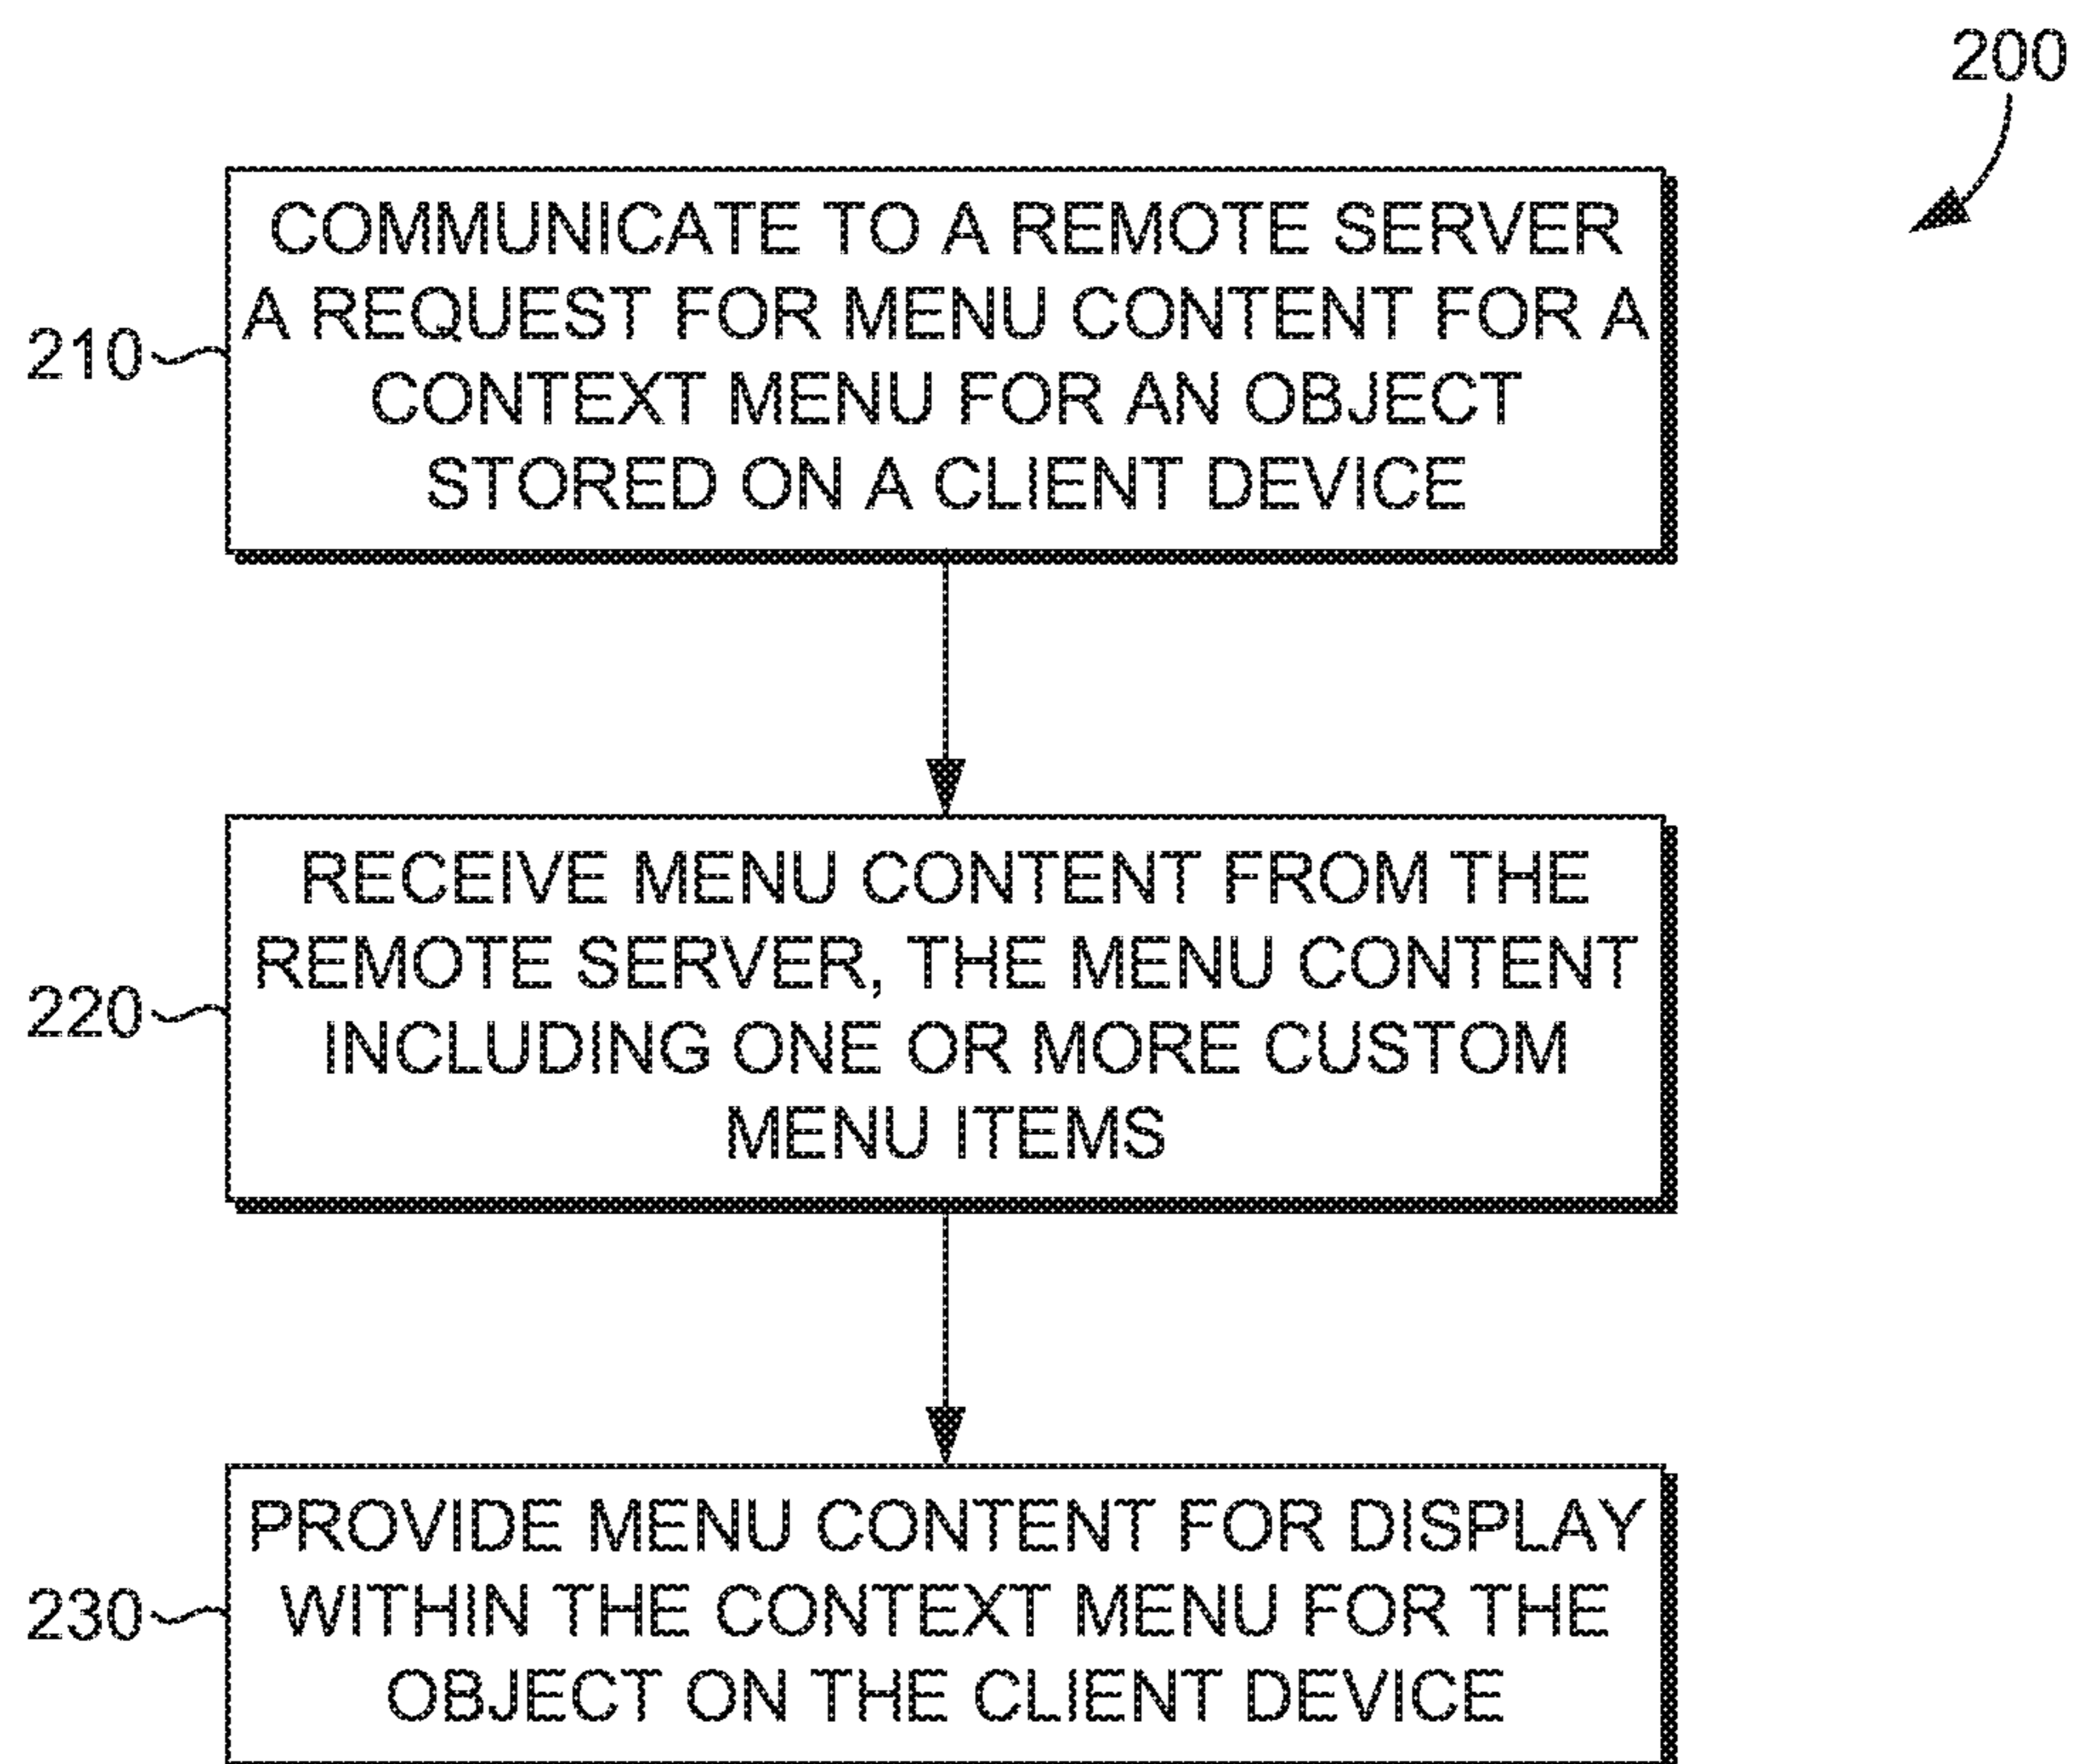 200
COMMUNICATE TO A REMOTE SERVER
A REQUEST FOR MENU CONTENT FOR A
CONTEXT MENU FOR AN OBJECT
STORED ON A CLIENT DEVICE
210
RECEIVE MENU CONTENT FROM THE
REMOTE SERVER, THE MENU CONTENT
INCLUDING ONE OR MORE CUSTOM
MENU ITEMS
220
PROVIDE MENU CONTENT FOR DISPLAY
WITHIN THE CONTEXT MENU FOR THE
OBJECT ON THE CLIENT DEVICE
230